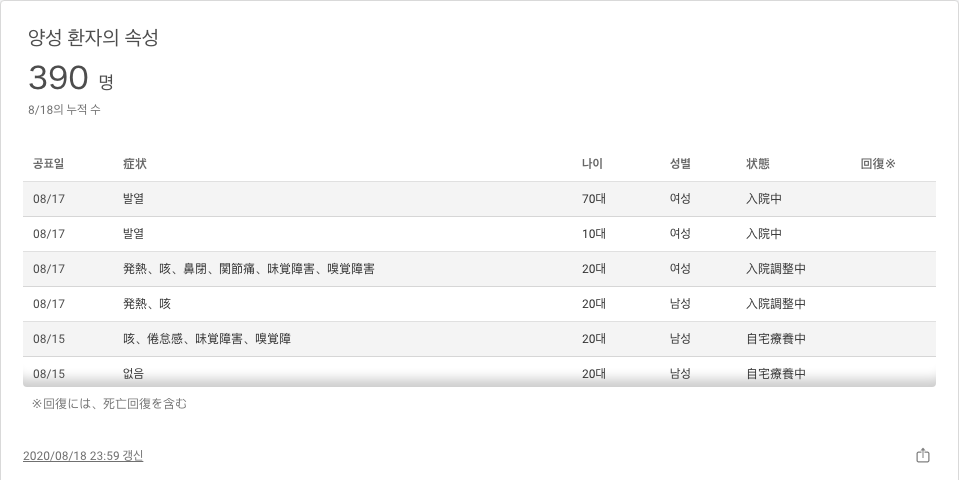 양성 환자의 속성
390 명
8/18의 누적 수
공표일 症状 나이 성별 状態 回復※
08/17 발열 70대 여성 入院中
08/17 발열 10대 여성 入院中
08/17 発熱、咳、鼻閉、関節痛、味覚障害、嗅覚障害 20대 여성 入院調整中
08/17 発熱、咳 20대 남성 入院調整中
08/15 咳、倦怠感、味覚障害、嗅覚障 20대 남성 自宅療養中
08/15 없음 20대 남성 自宅療養中
※回復には、死亡回復を含む
2020/08/18 23:59 갱신